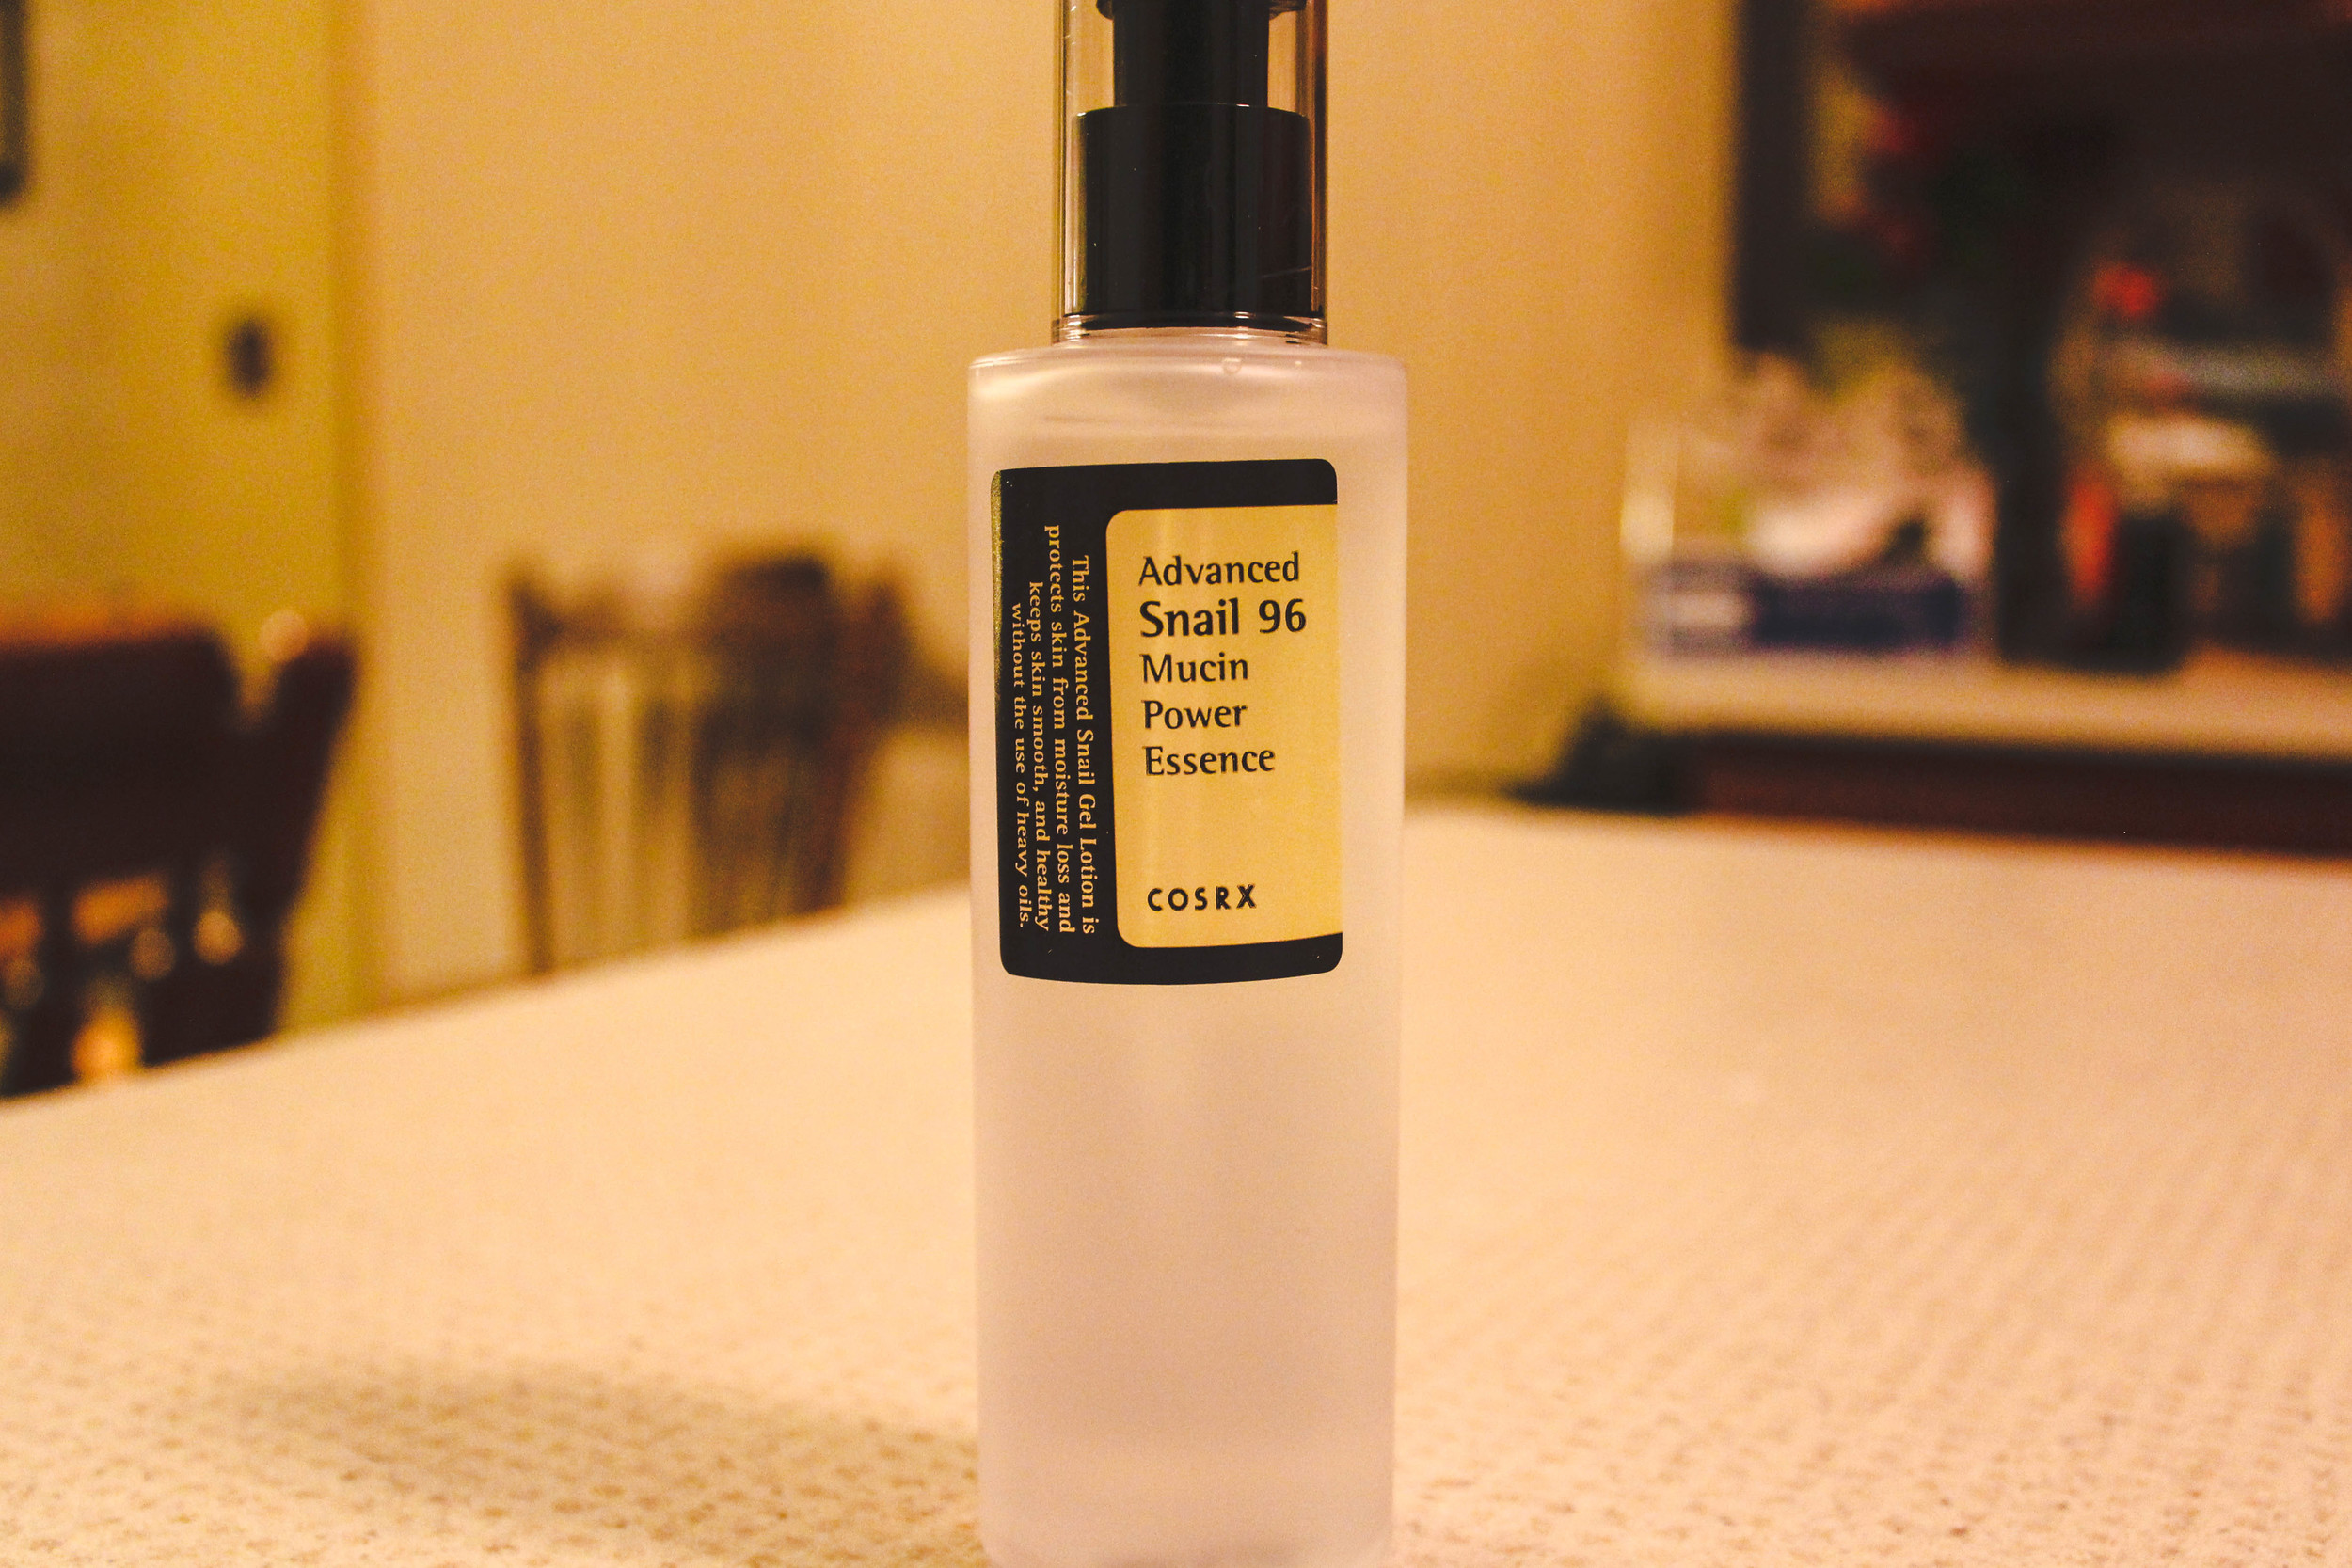 Advanced
Snail 96
Mucin
Power
Essence
COSRX
This Advanced Snail Gel Lotion is
protects skin from moisture loss and
keeps skin smooth, and healthy
without the use of heavy oils.